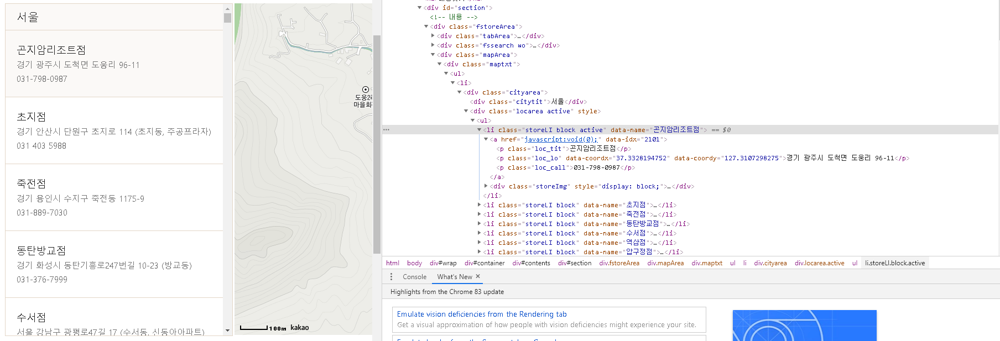 서울
곤지암리조트점
경기 광주시 도척면 도웅리 96-11
031-798-0987
초지점
경기 안산시 단원구 초지로 114 (초지동, 주공프라자)
031 403 5988
죽전점
경기 용인시 수지구 죽전동 1175-9
031-889-7030
동탄방교점
경기 화성시 동탄기흥로247번길 10-23 (방교동)
031-376-7999
수서점
서울 강남구 광평로47길 17 (수서동, 신동아아파트)
도웅2리
마을회관
100m kakao
<div id="section">
<!-- 내용 -->
<div class="fstoreArea">
<div class="tabArea">…</div>
<div class="fssearch wo">…</div>
<div class="mapArea">
<div class="maptxt">
<ul>
<li>
<div class="cityarea">
<div class="citytit">서울</div>
<div class="locarea active" style>
<ul>
<li class="storeLI block active" data-name="곤지암리조트점"> == $0
<a href="javascript:void(0);" data-idx="2101">
<p class="loc_tit">곤지암리조트점</p>
<p class="loc_lo" data-coordx="37.3328194752" data-coordy="127.3107298275">경기 광주시 도척면 도웅리 96-11</p>
<p class="loc_call">031-798-0987</p>
</a>
<div class="storeImg" style="display: block;">…</div>
</li>
<li class="storeLI block" data-name="초지점">…</li>
<li class="storeLI block" data-name="죽전점">…</li>
<li class="storeLI block" data-name="동탄방교점">…</li>
<li class="storeLI block" data-name="수서점">…</li>
<li class="storeLI block" data-name="역삼점">…</li>
<li class="storeLI block" data-name="압구정점">…</li>
html body div#wrap div#container div#contents div#section div.fstoreArea div.mapArea div.maptxt ul li div.cityarea div.locarea.active ul li.storeLI.block.active
Console What's New ×
Highlights from the Chrome 83 update
Emulate vision deficiencies from the Rendering tab
Get a visual approximation of how people with vision deficiencies might experience your site.